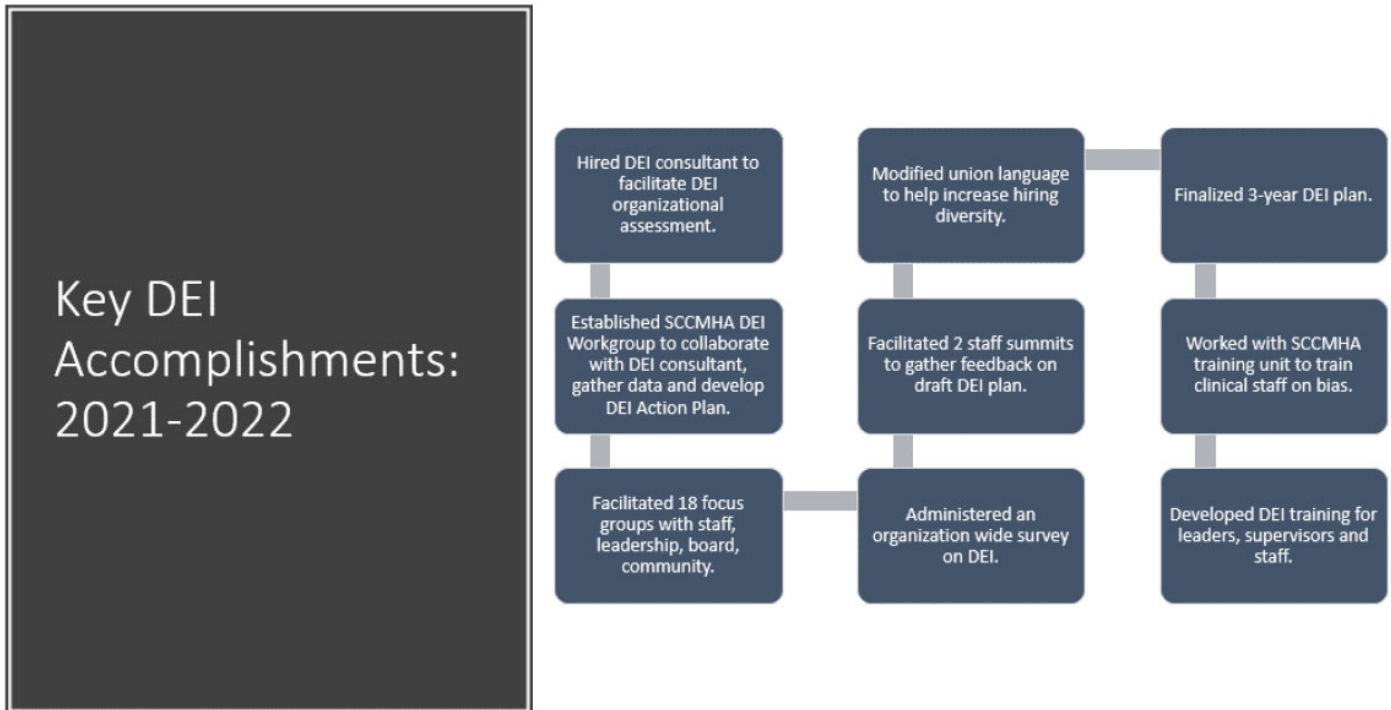 Key DEI
Accomplishments:
2021-2022
Hired DEI consultant to
facilitate DEI
organizational
assessment.
Established SCCMHA DEI
Workgroup to collaborate
with DEI consultant,
gather data and develop
DEI Action Plan.
Facilitated 18 focus
groups with staff,
leadership, board,
community.
Administered an
organization wide survey
on DEI.
Facilitated 2 staff summits
to gather feedback on
draft DEI plan.
Modified union language
to help increase hiring
diversity.
Finalized 3-year DEI plan.
Worked with SCCMHA
training unit to train
clinical staff on bias.
Developed DEI training for
leaders, supervisors and
staff.